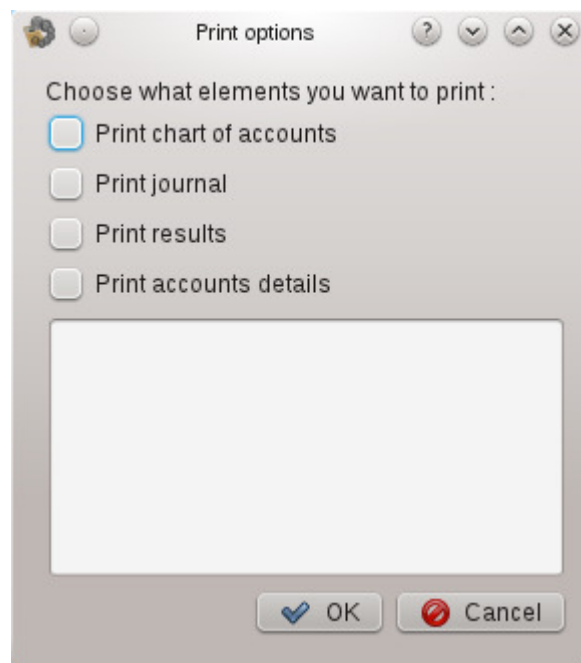 Print options
Choose what elements you want to print :
Print chart of accounts
Print journal
Print results
Print accounts details
OK
Cancel